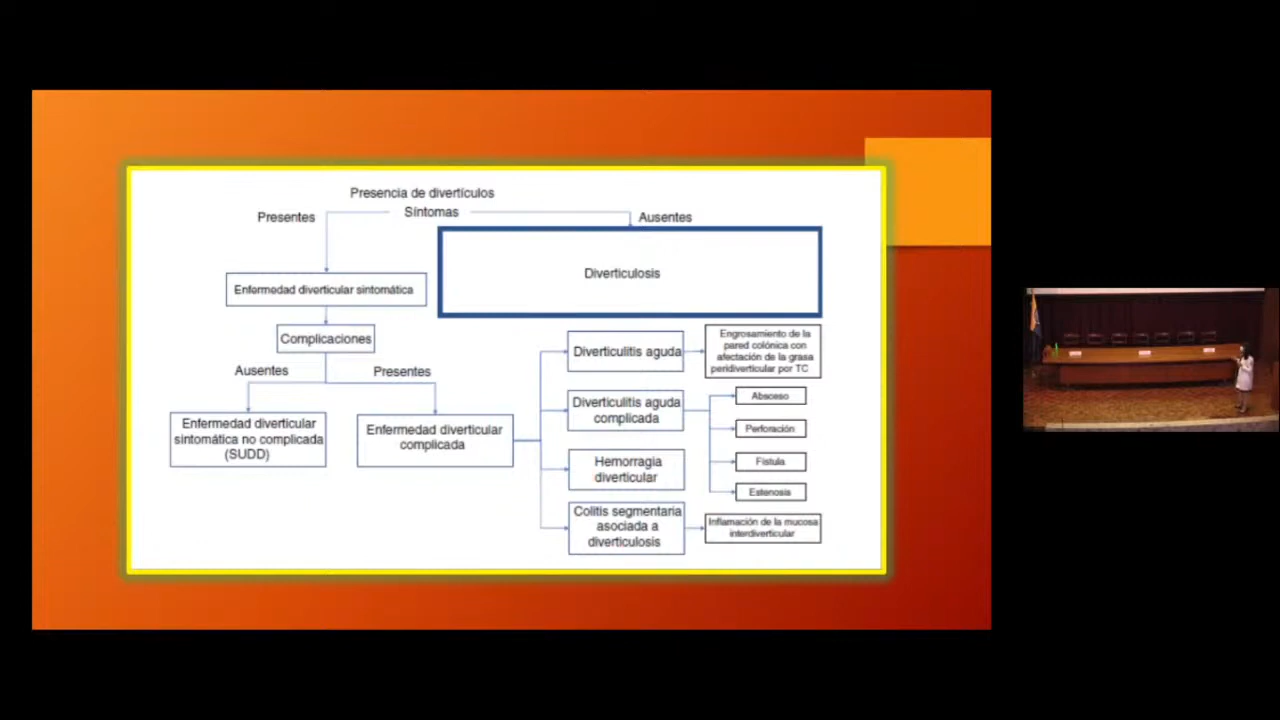 Presencia de divertículos
Presentes
Síntomas
Ausentes
Diverticulosis
Enfermedad diverticular sintomática
Complicaciones
Ausentes
Presentes
Enfermedad diverticular
sintomática no complicada
(SUDD)
Enfermedad diverticular
complicada
Diverticulitis aguda
Engrosamiento de la
pared colónica con
afectación de la grasa
peridiverticular por TC
Diverticulitis aguda
complicada
Absceso
Perforación
Fístula
Estenosis
Hemorragia
diverticular
Colitis segmentaria
asociada a
diverticulosis
Inflamación de la mucosa
interdiverticular